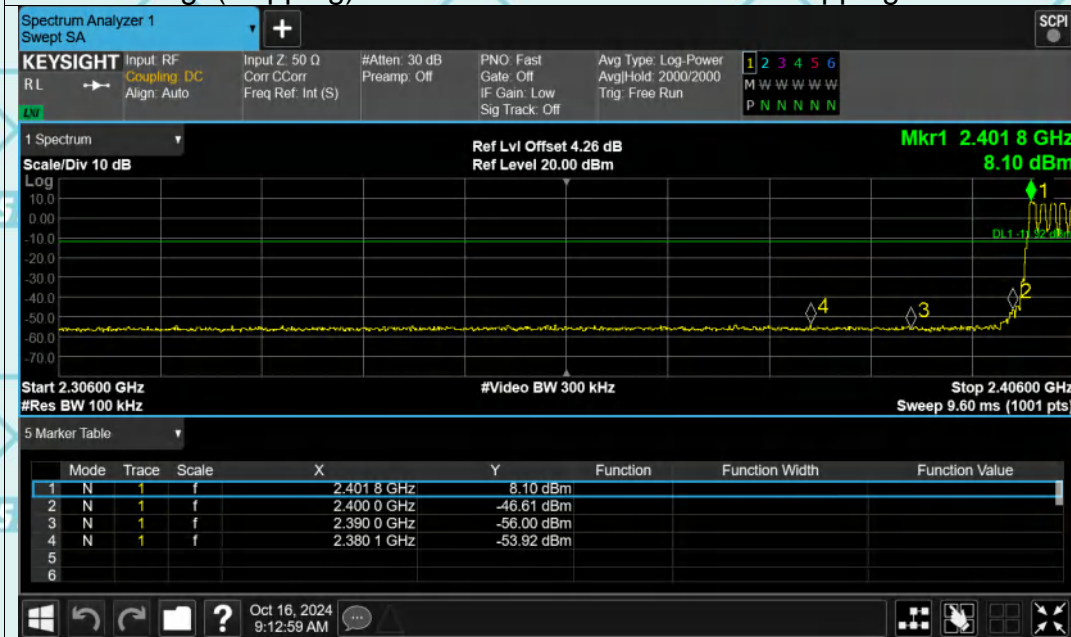 Spectrum Analyzer 1
Swept SA
+
SCPI
KEYSIGHT
RL
LXI
Input: RF
Coupling: DC
Align: Auto
Input Z: 50 Ω
Corr CCorr
Freq Ref: Int (S)
#Atten: 30 dB
Preamp: Off
PNO: Fast
Gate: Off
IF Gain: Low
Sig Track: Off
Avg Type: Log-Power
Avg|Hold: 2000/2000
Trig: Free Run
1 2 3 4 5 6
M W W W W W
P N N N N N
1 Spectrum
Scale/Div 10 dB
Ref Lvl Offset 4.26 dB
Ref Level 20.00 dBm
Mkr1 2.401 8 GHz
8.10 dBm
Log
10.0
0.00
-10.0
-20.0
-30.0
-40.0
-50.0
-60.0
-70.0
1
2
3
4
Start 2.30600 GHz
#Res BW 100 kHz
#Video BW 300 kHz
Stop 2.40600 GHz
Sweep 9.60 ms (1001 pts)
5 Marker Table
Mode Trace Scale X Y Function Function Width Function Value
1 N 1 f 2.401 8 GHz 8.10 dBm
2 N 1 f 2.400 0 GHz -46.61 dBm
3 N 1 f 2.390 0 GHz -56.00 dBm
4 N 1 f 2.380 1 GHz -53.92 dBm
5
6
?
Oct 16, 2024
9:12:59 AM